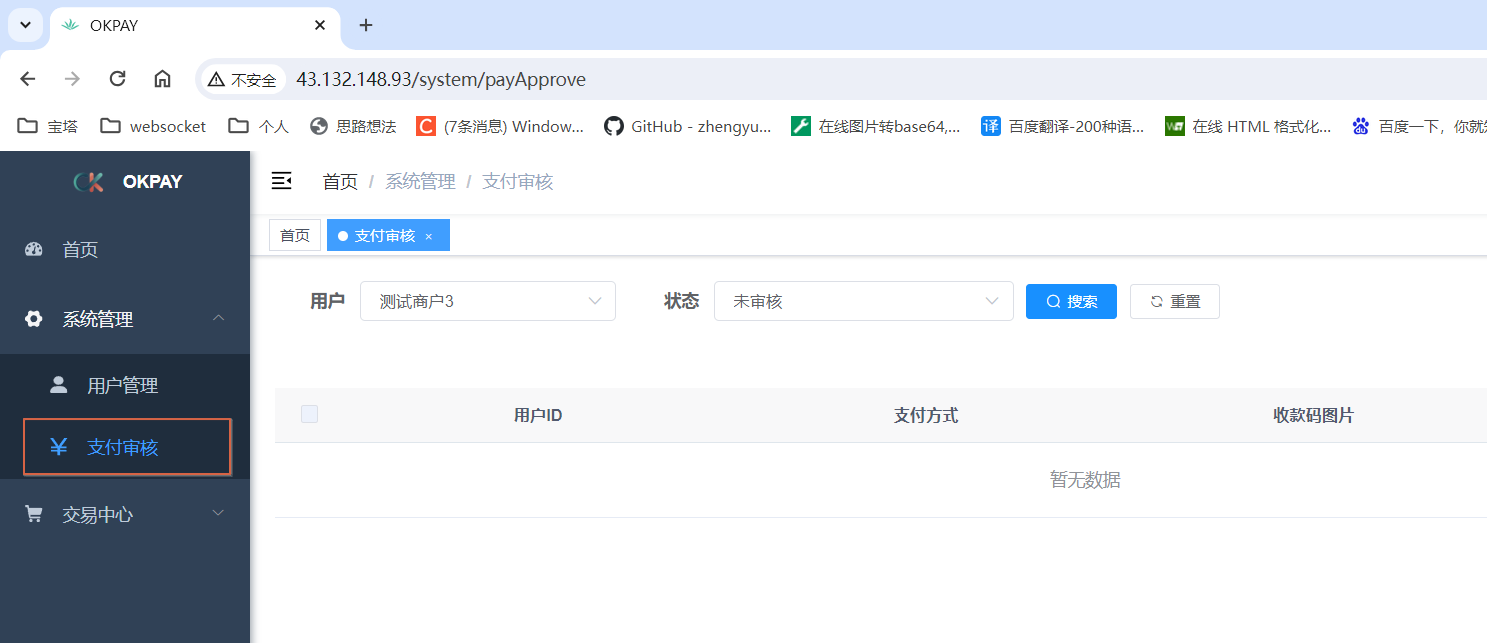 OKPAY
不安全 43.132.148.93/system/payApprove
宝塔 websocket 个人 思路想法 (7条消息) Window... GitHub - zhengyu... 在线图片转base64,... 百度翻译-200种语... 在线 HTML 格式化... 百度一下，你就知
OKPAY 首页 / 系统管理 / 支付审核
首页 支付审核 ×
首页
用户 测试商户3 状态 未审核 搜索 重置
系统管理
用户管理
用户ID 支付方式 收款码图片
支付审核
暂无数据
交易中心